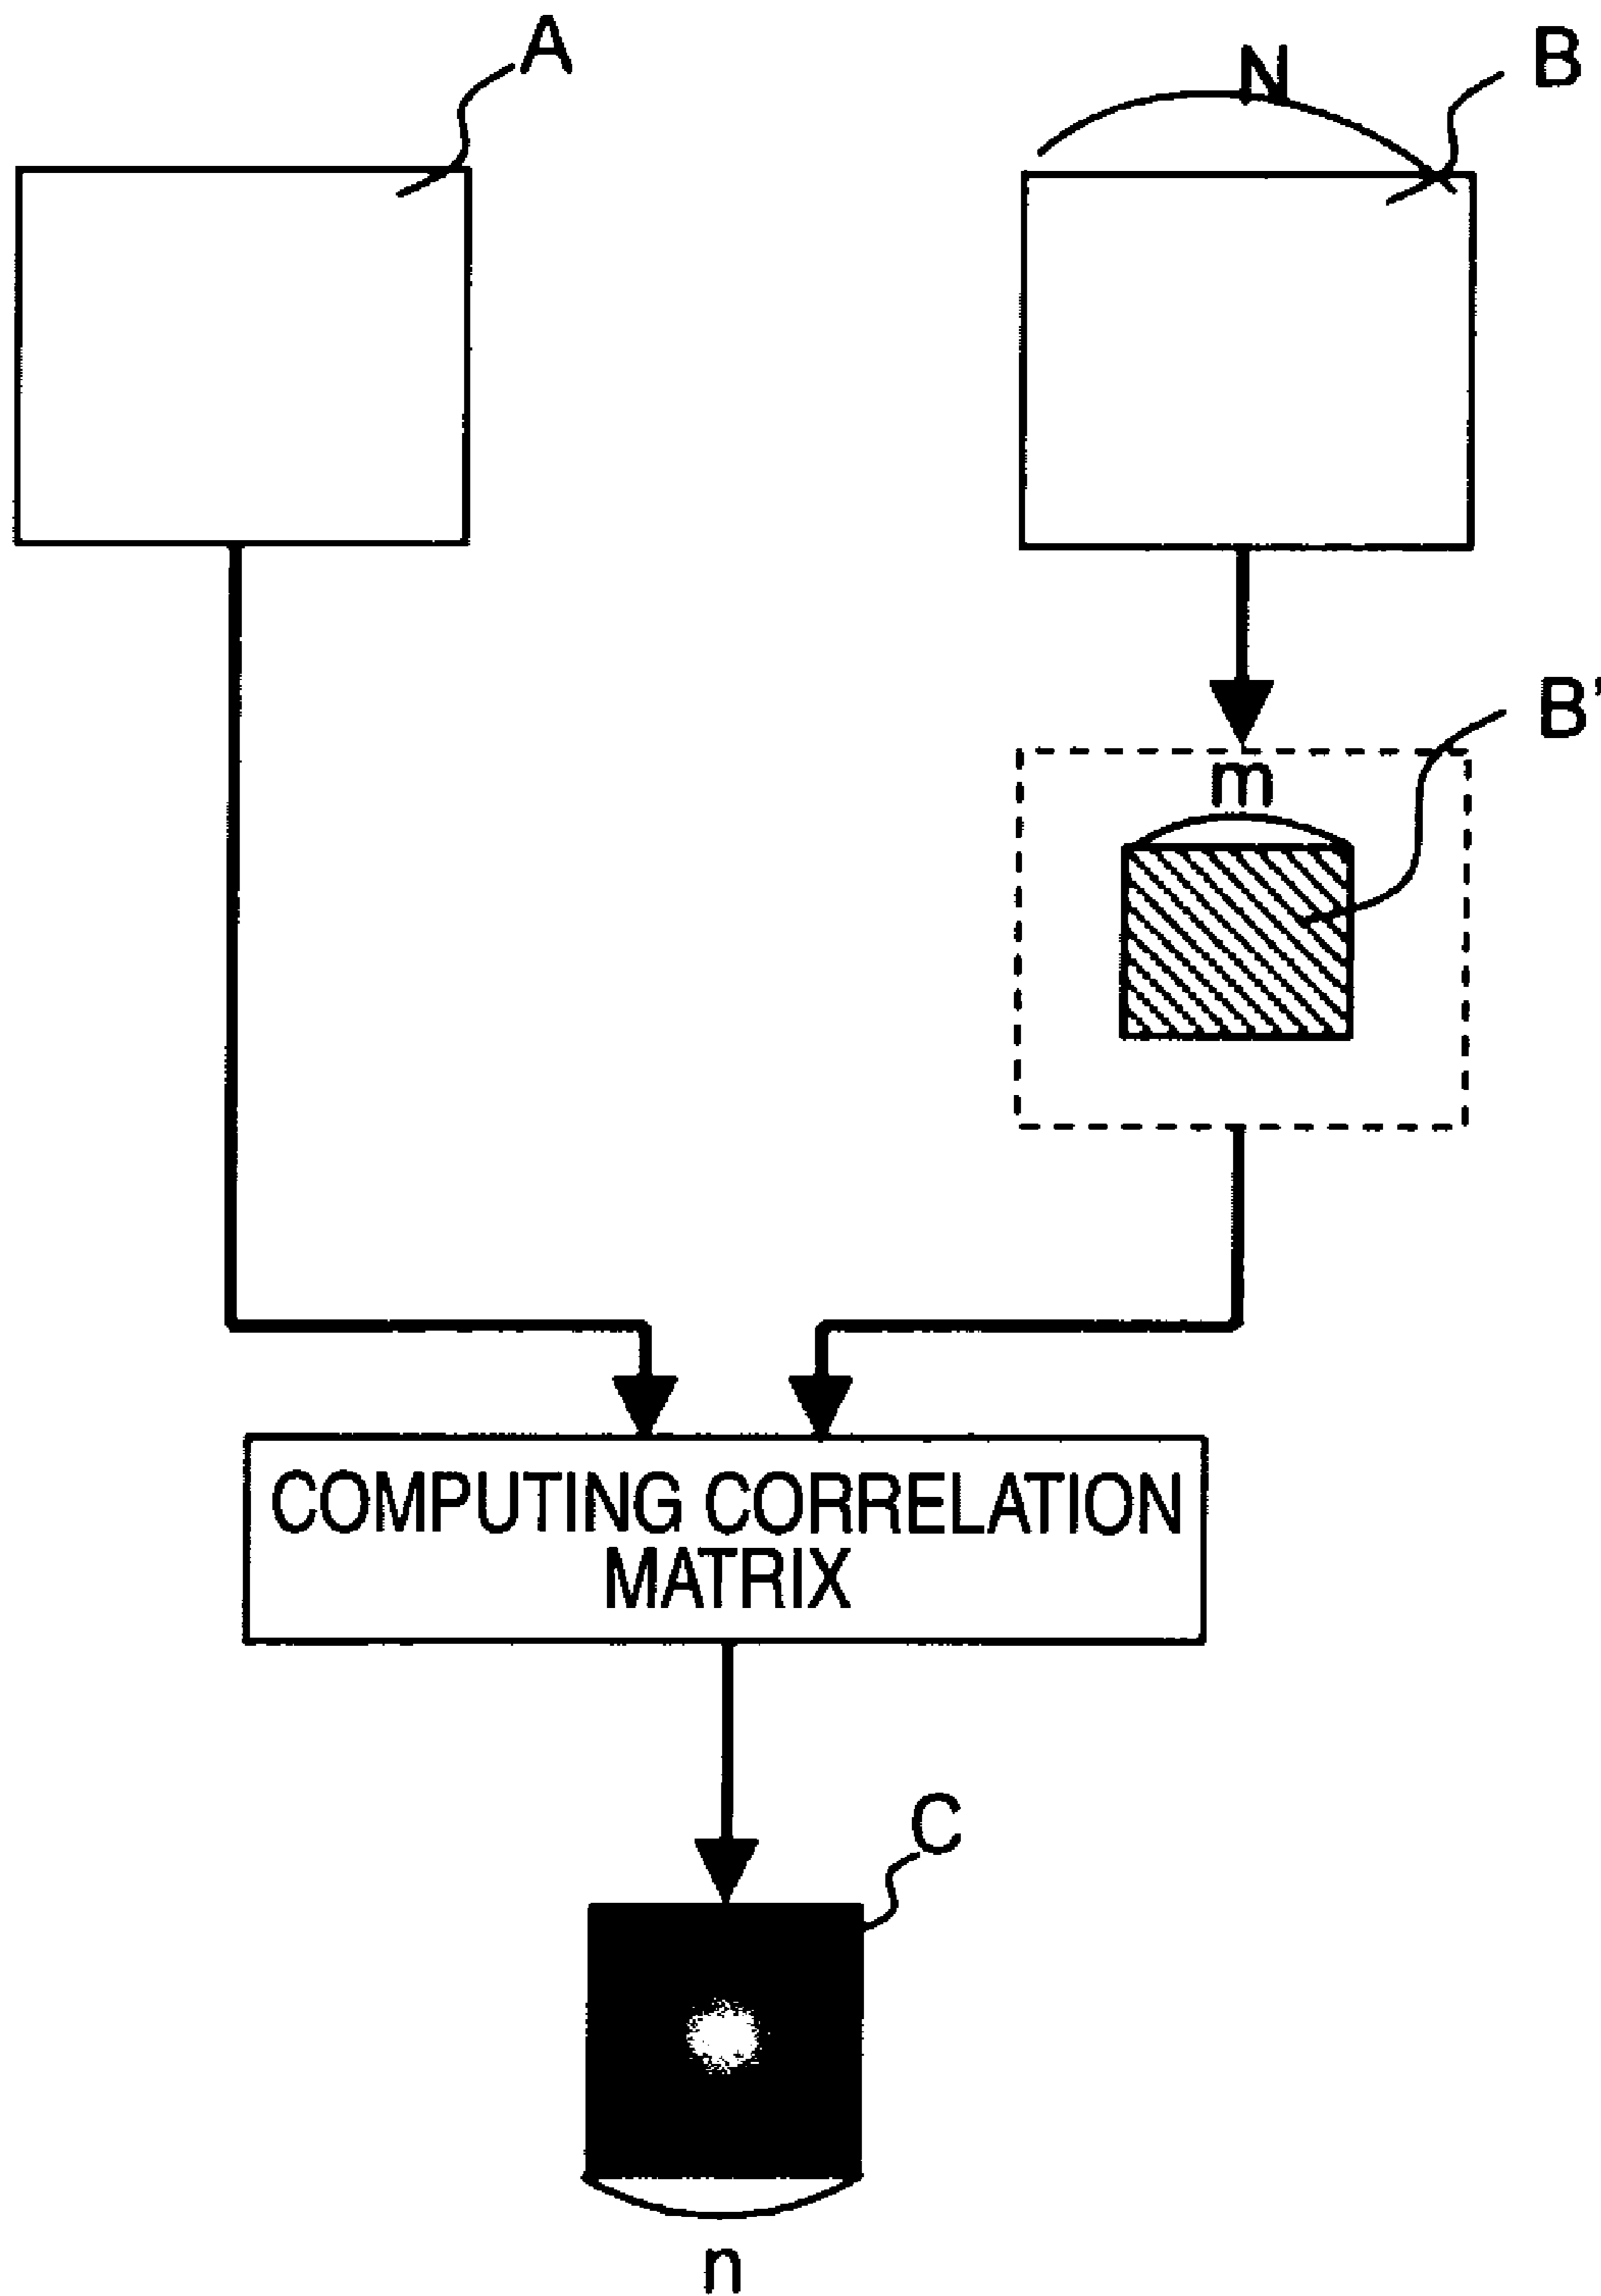 A
N
B
B'
m
COMPUTING CORRELATION
MATRIX
C
n